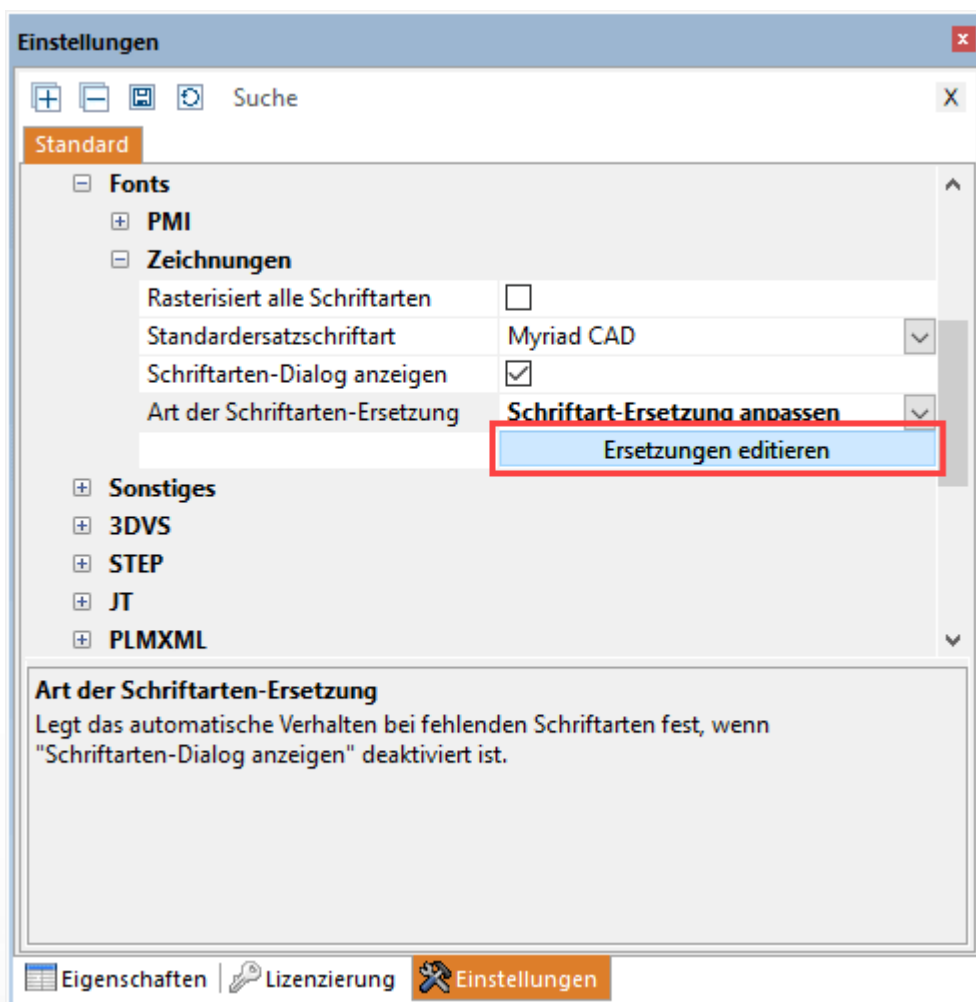 Einstellungen
Suche X
Standard
Fonts
PMI
Zeichnungen
Rasterisiert alle Schriftarten
Standardersatzschriftart Myriad CAD
Schriftarten-Dialog anzeigen
Art der Schriftarten-Ersetzung Schriftart-Ersetzung anpassen
Ersetzungen editieren
Sonstiges
3DVS
STEP
JT
PLMXML
Art der Schriftarten-Ersetzung
Legt das automatische Verhalten bei fehlenden Schriftarten fest, wenn
"Schriftarten-Dialog anzeigen" deaktiviert ist.
Eigenschaften Lizenzierung Einstellungen